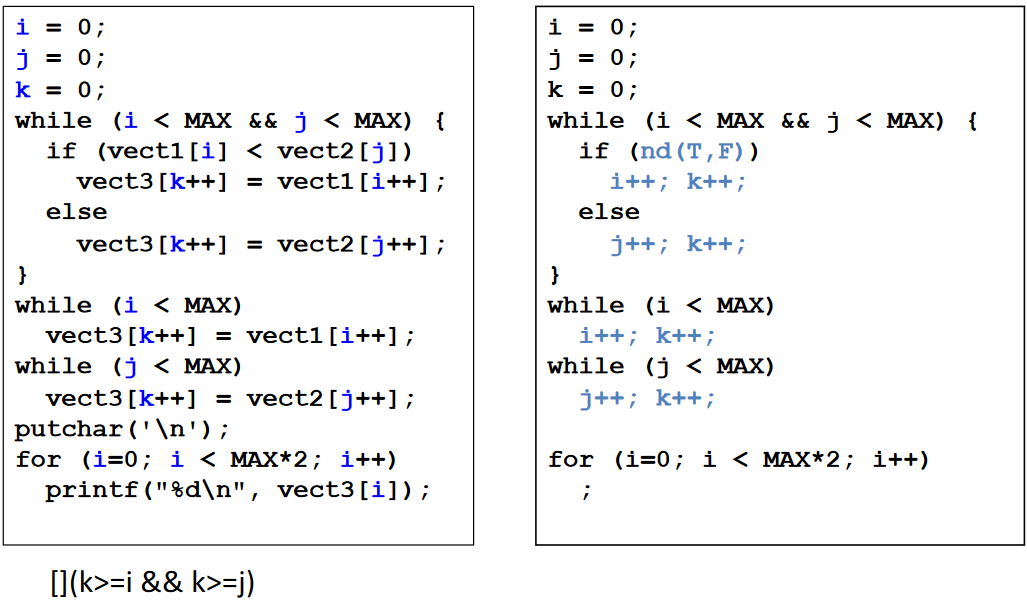 i = 0;
j = 0;
k = 0;
while (i < MAX && j < MAX) {
  if (vect1[i] < vect2[j])
    vect3[k++] = vect1[i++];
  else
    vect3[k++] = vect2[j++];
}
while (i < MAX)
  vect3[k++] = vect1[i++];
while (j < MAX)
  vect3[k++] = vect2[j++];
putchar('\n');
for (i=0; i < MAX*2; i++)
  printf("%d\n", vect3[i]);
i = 0;
j = 0;
k = 0;
while (i < MAX && j < MAX) {
  if (nd(T,F))
    i++; k++;
  else
    j++; k++;
}
while (i < MAX)
  i++; k++;
while (j < MAX)
  j++; k++;
for (i=0; i < MAX*2; i++)
  ;
[](k>=i && k>=j)